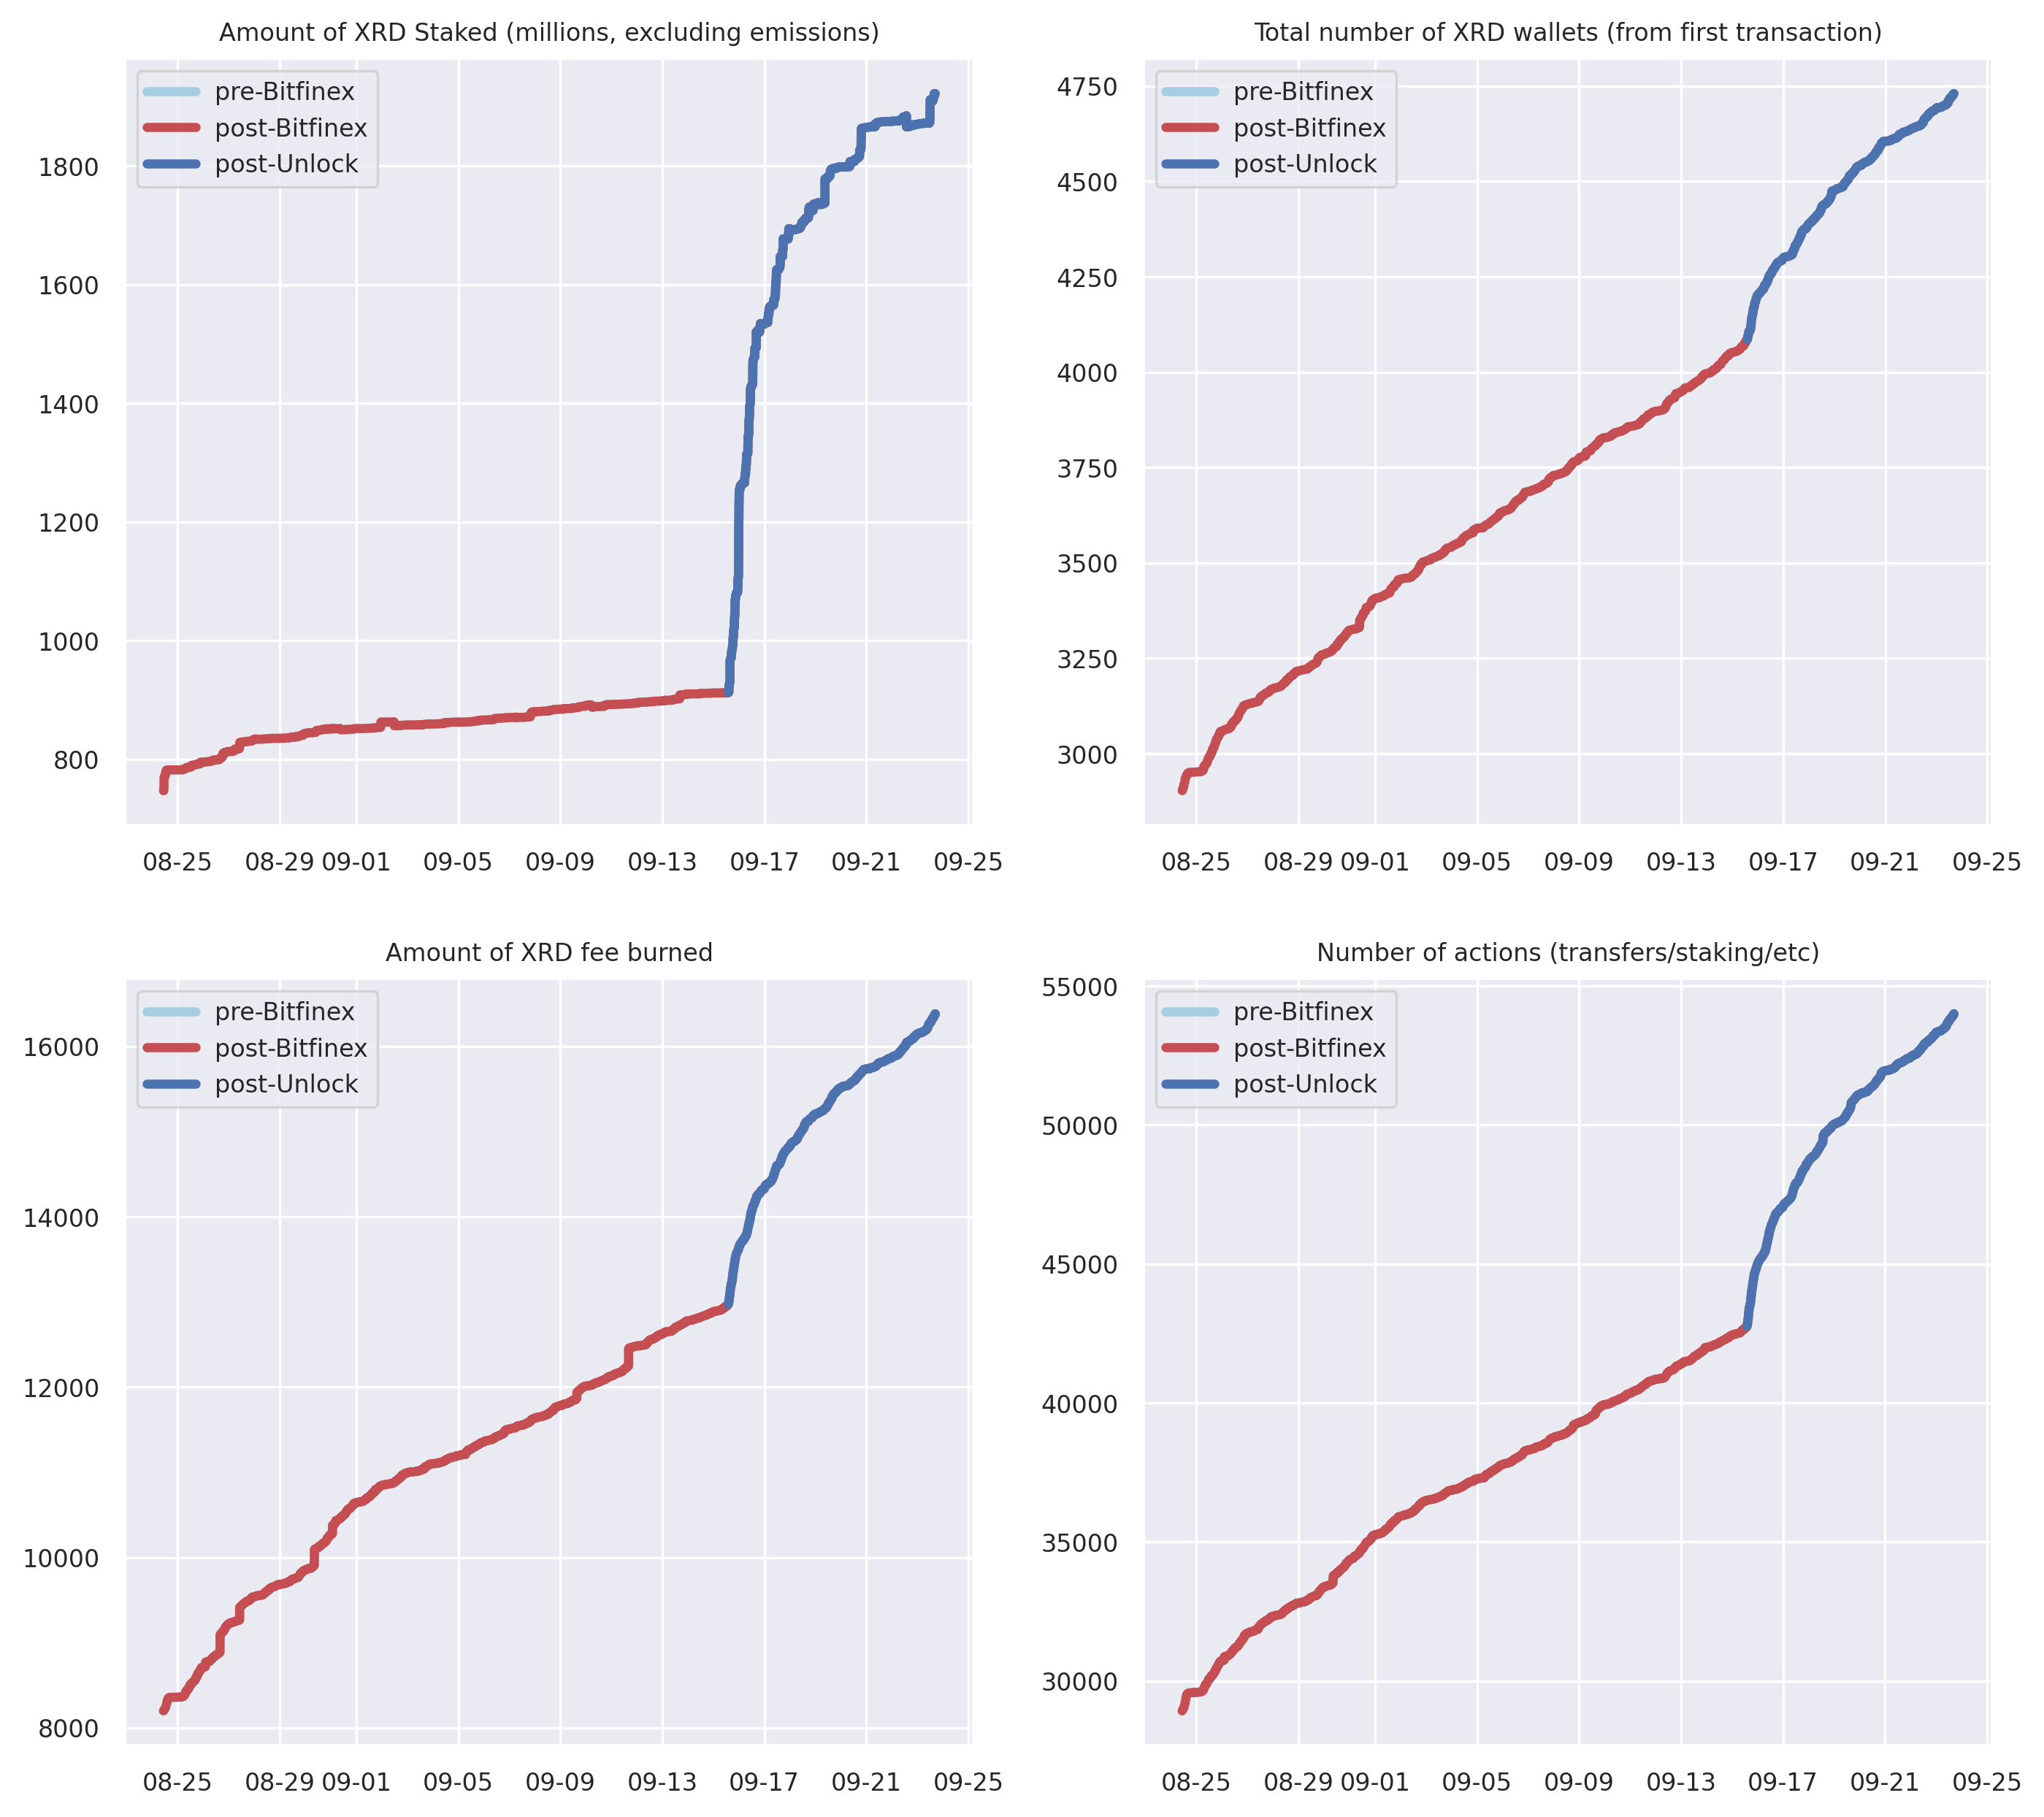 Amount of XRD Staked (millions, excluding emissions)
pre-Bitfinex
post-Bitfinex
post-Unlock
1800
1600
1400
1200
1000
800
08-25 08-29 09-01 09-05 09-09 09-13 09-17 09-21 09-25
Total number of XRD wallets (from first transaction)
pre-Bitfinex
post-Bitfinex
post-Unlock
4750
4500
4250
4000
3750
3500
3250
3000
08-25 08-29 09-01 09-05 09-09 09-13 09-17 09-21 09-25
Amount of XRD fee burned
pre-Bitfinex
post-Bitfinex
post-Unlock
16000
14000
12000
10000
8000
08-25 08-29 09-01 09-05 09-09 09-13 09-17 09-21 09-25
Number of actions (transfers/staking/etc)
pre-Bitfinex
post-Bitfinex
post-Unlock
55000
50000
45000
40000
35000
30000
08-25 08-29 09-01 09-05 09-09 09-13 09-17 09-21 09-25